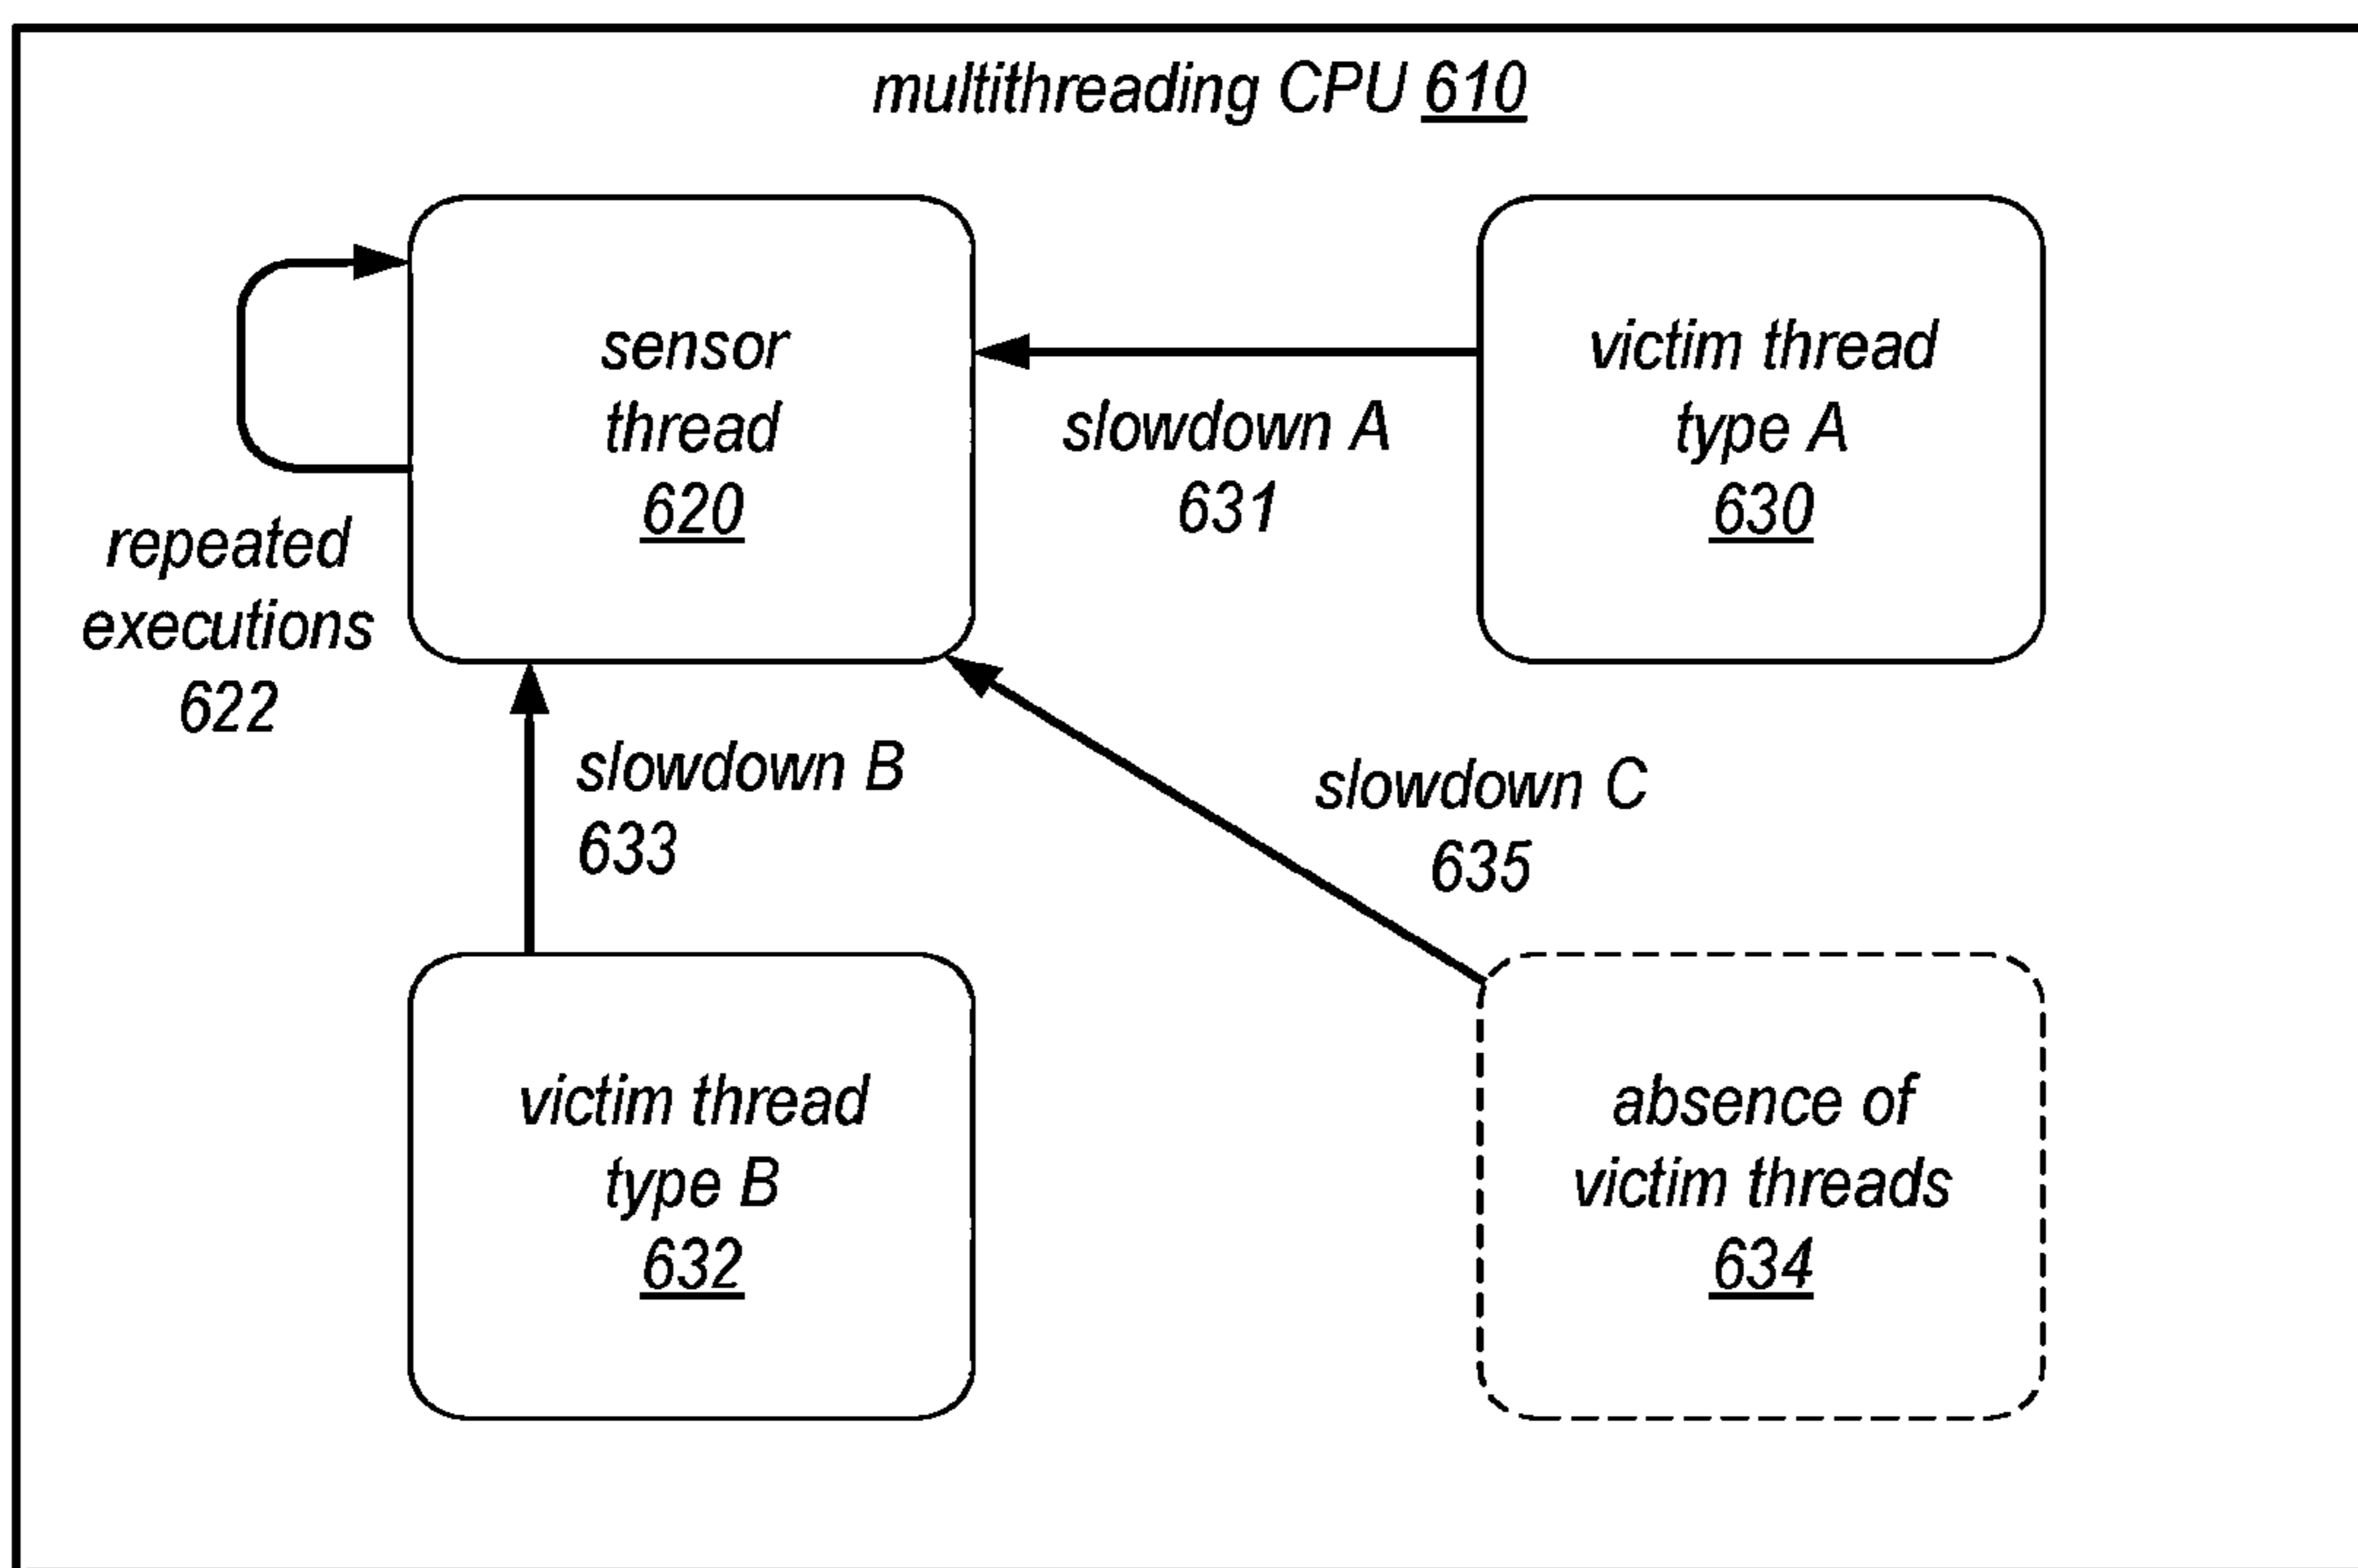 multithreading CPU 610
sensor
thread
620
slowdown A
631
victim thread
type A
630
repeated
executions
622
slowdown B
633
slowdown C
635
victim thread
type B
632
absence of
victim threads
634